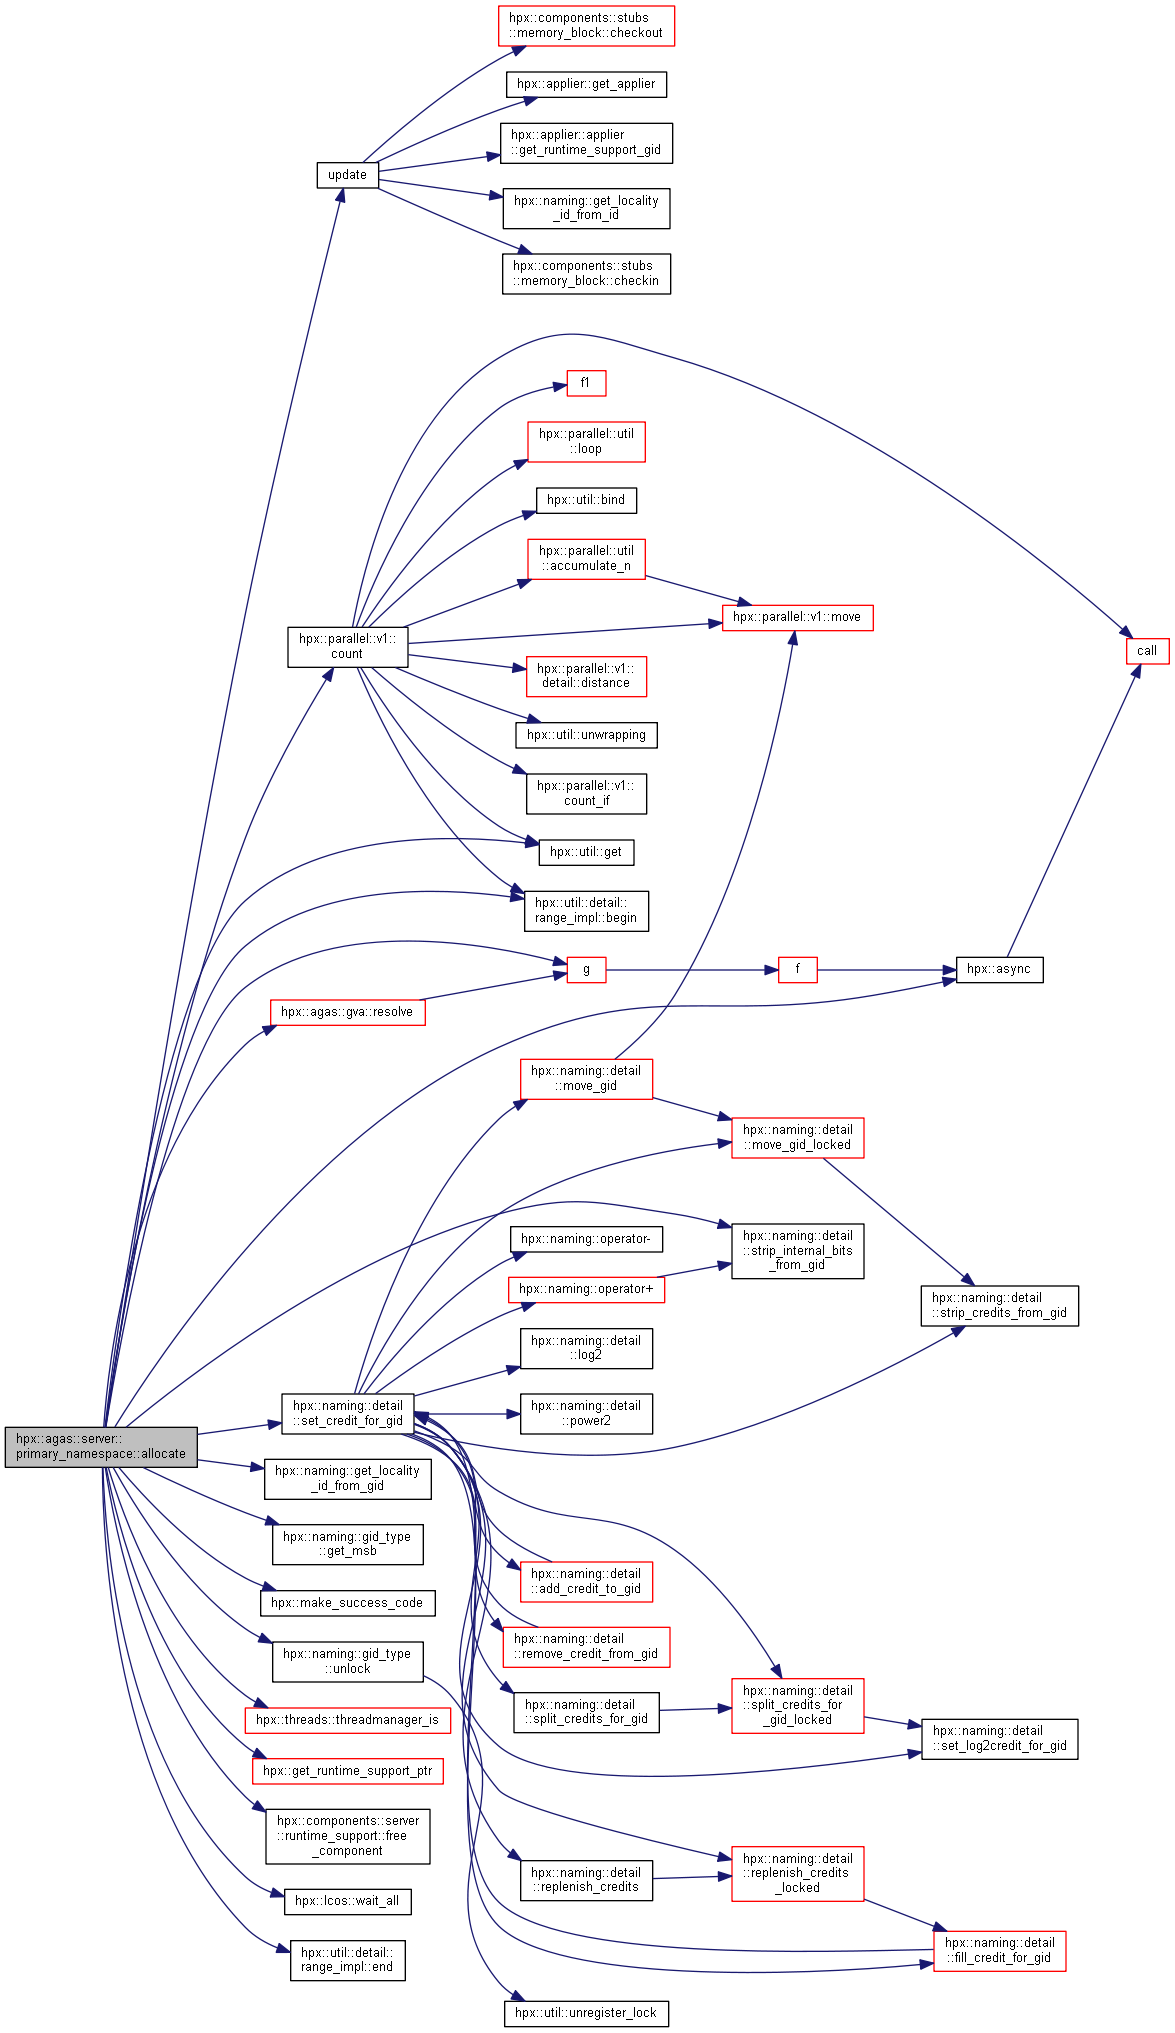 hpx::components::stubs
::memory_block::checkout
hpx::applier::get_applier
hpx::applier::applier
::get_runtime_support_gid
update
hpx::naming::get_locality
_id_from_id
hpx::components::stubs
::memory_block::checkin
f1
hpx::parallel::util
::loop
hpx::util::bind
hpx::parallel::util
::accumulate_n
hpx::parallel::v1::move
hpx::parallel::v1::
count
call
hpx::parallel::v1::
detail::distance
hpx::util::unwrapping
hpx::parallel::v1::
count_if
hpx::util::get
hpx::util::detail::
range_impl::begin
g
f
hpx::async
hpx::agas::gva::resolve
hpx::naming::detail
::move_gid
hpx::naming::detail
::move_gid_locked
hpx::naming::operator-
hpx::naming::detail
::strip_internal_bits
_from_gid
hpx::naming::operator+
hpx::naming::detail
::strip_credits_from_gid
hpx::naming::detail
::log2
hpx::naming::detail
::set_credit_for_gid
hpx::naming::detail
::power2
hpx::agas::server::
primary_namespace::allocate
hpx::naming::get_locality
_id_from_gid
hpx::naming::gid_type
::get_msb
hpx::naming::detail
::add_credit_to_gid
hpx::make_success_code
hpx::naming::detail
::remove_credit_from_gid
hpx::naming::gid_type
::unlock
hpx::naming::detail
::split_credits_for_gid
hpx::naming::detail
::split_credits_for
_gid_locked
hpx::threads::threadmanager_is
hpx::naming::detail
::set_log2credit_for_gid
hpx::get_runtime_support_ptr
hpx::components::server
::runtime_support::free
_component
hpx::naming::detail
::replenish_credits
hpx::naming::detail
::replenish_credits
_locked
hpx::lcos::wait_all
hpx::naming::detail
::fill_credit_for_gid
hpx::util::detail::
range_impl::end
hpx::util::unregister_lock